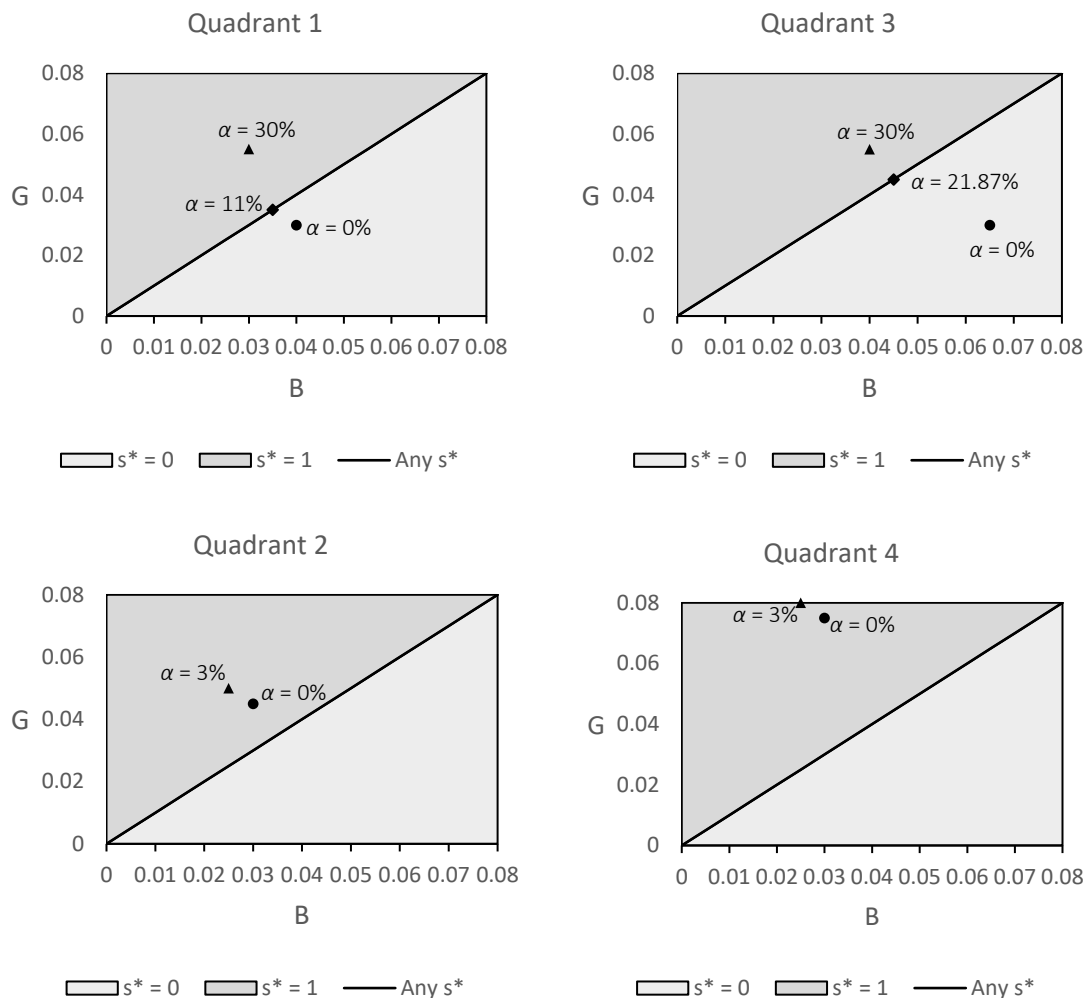 Quadrant 1
0.08
0.06
0.04
0.02
0
G
α = 30%
α = 11%
α = 0%
0 0.01 0.02 0.03 0.04 0.05 0.06 0.07 0.08
B
s* = 0 s* = 1 Any s*
Quadrant 3
0.08
0.06
0.04
0.02
0
G
α = 30%
α = 21.87%
α = 0%
0 0.01 0.02 0.03 0.04 0.05 0.06 0.07 0.08
B
s* = 0 s* = 1 Any s*
Quadrant 2
0.08
0.06
0.04
0.02
0
G
α = 3%
α = 0%
0 0.01 0.02 0.03 0.04 0.05 0.06 0.07 0.08
B
s* = 0 s* = 1 Any s*
Quadrant 4
0.08
0.06
0.04
0.02
0
G
α = 3%
α = 0%
0 0.01 0.02 0.03 0.04 0.05 0.06 0.07 0.08
B
s* = 0 s* = 1 Any s*